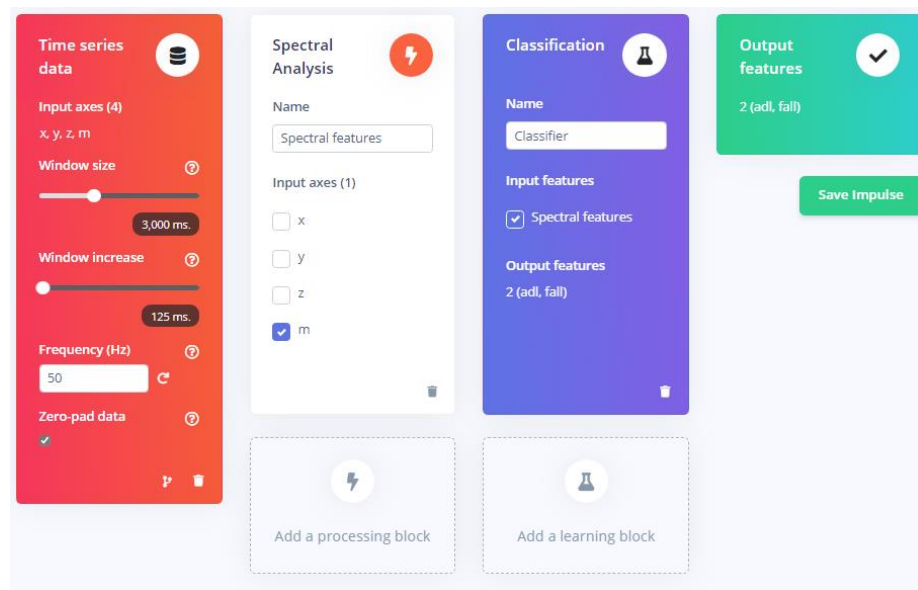 Time series
data
Input axes (4)
x, y, z, m
Window size
3,000 ms.
Window increase
125 ms.
Frequency (Hz)
50
Zero-pad data
Spectral
Analysis
Name
Spectral features
Input axes (1)
x
y
z
m
Add a processing block
Classification
Name
Classifier
Input features
Spectral features
Output features
2 (adl, fall)
Add a learning block
Output
features
2 (adl, fall)
Save Impulse